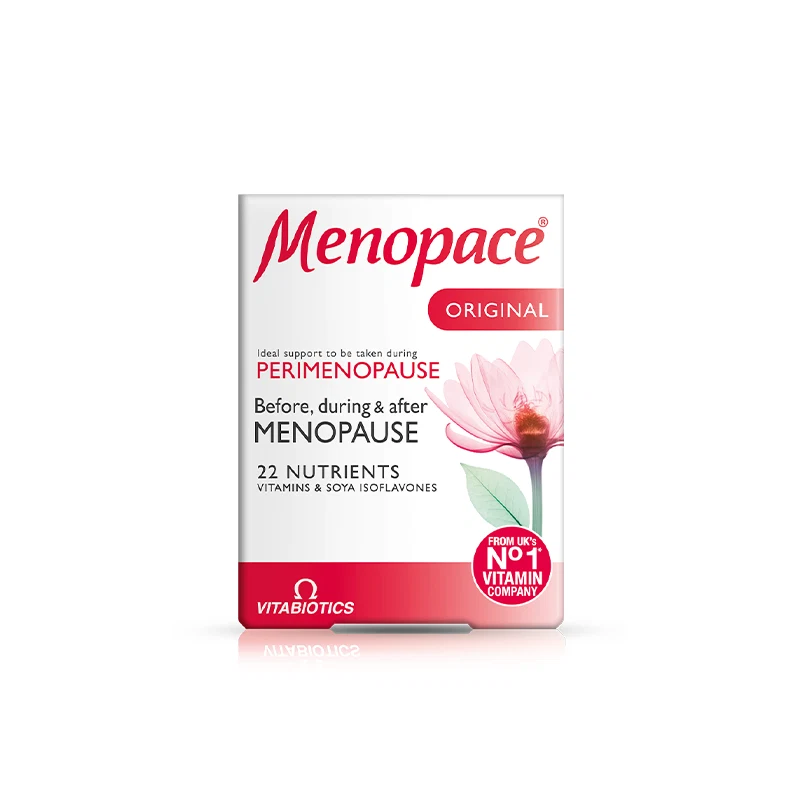 Menopace®
ORIGINAL
Ideal support to be taken during
PERIMENOPAUSE
Before, during & after
MENOPAUSE
22 NUTRIENTS
VITAMINS & SOYA ISOFLAVONES
FROM UK's
Nº1*
VITAMIN
COMPANY
Ω
VITABIOTICS